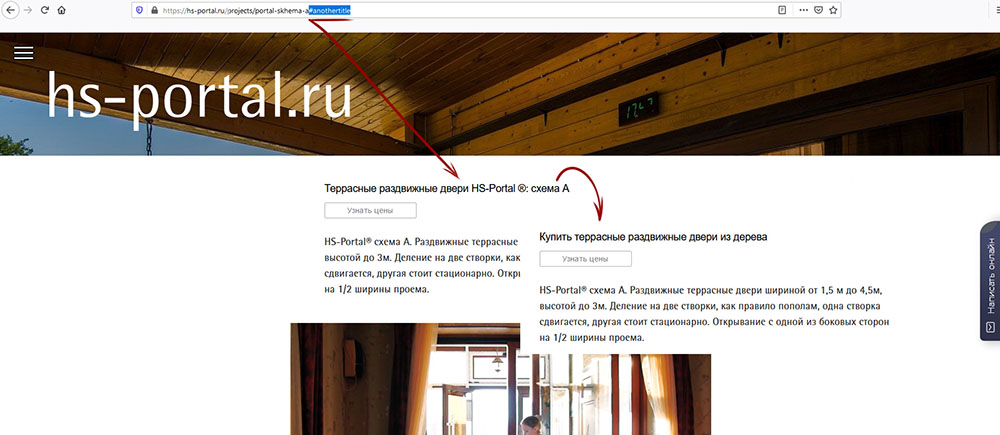 https://hs-portal.ru/projects/portal-skhema-a#anothertitle
hs-portal.ru
Террасные раздвижные двери HS-Portal ®: схема А
Узнать цены
HS-Portal® схема А. Раздвижные террасные
высотой до 3м. Деление на две створки, как
сдвигается, другая стоит стационарно.
на 1/2 ширины проема.
Купить террасные раздвижные двери из дерева
Узнать цены
HS-Portal® схема А. Раздвижные террасные двери шириной от 1,5 м до 4,5м,
высотой до 3м. Деление на две створки, как правило пополам, одна створка
сдвигается, другая стоит стационарно. Открывание с одной из боковых сторон
на 1/2 ширины проема.
Написать онлайн